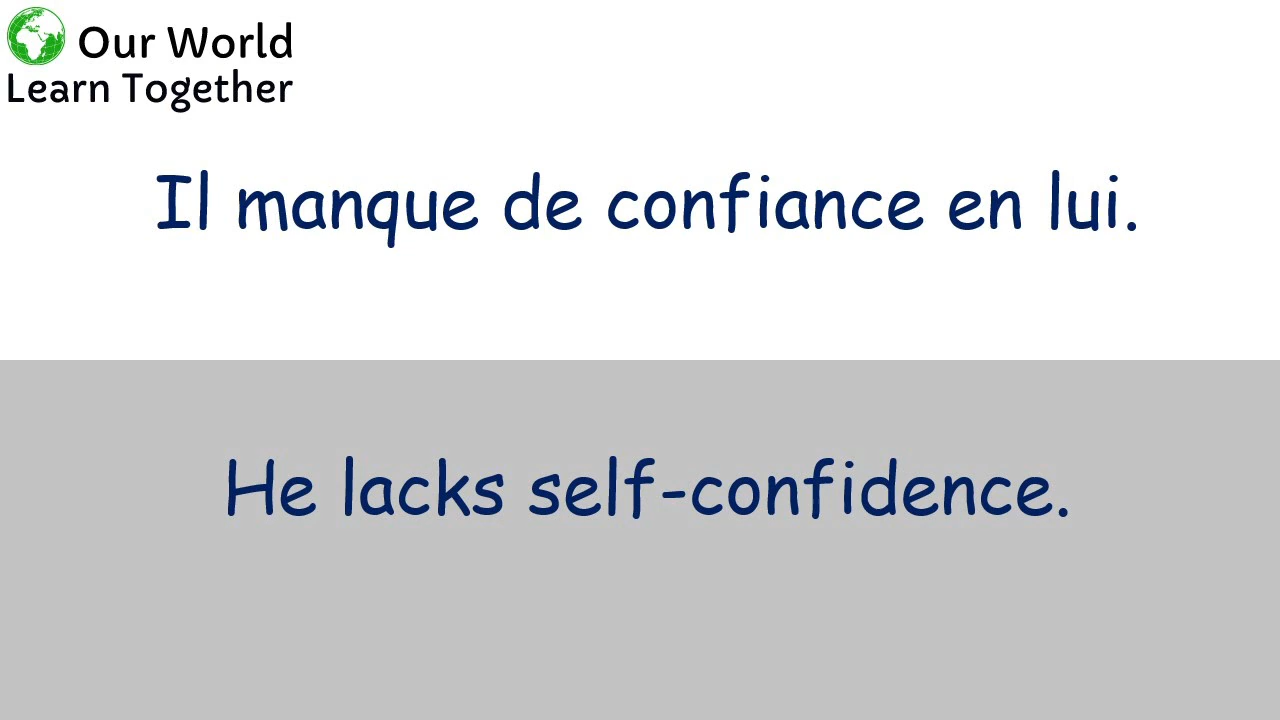 Our World
Learn Together
Il manque de confiance en lui.
He lacks self-confidence.